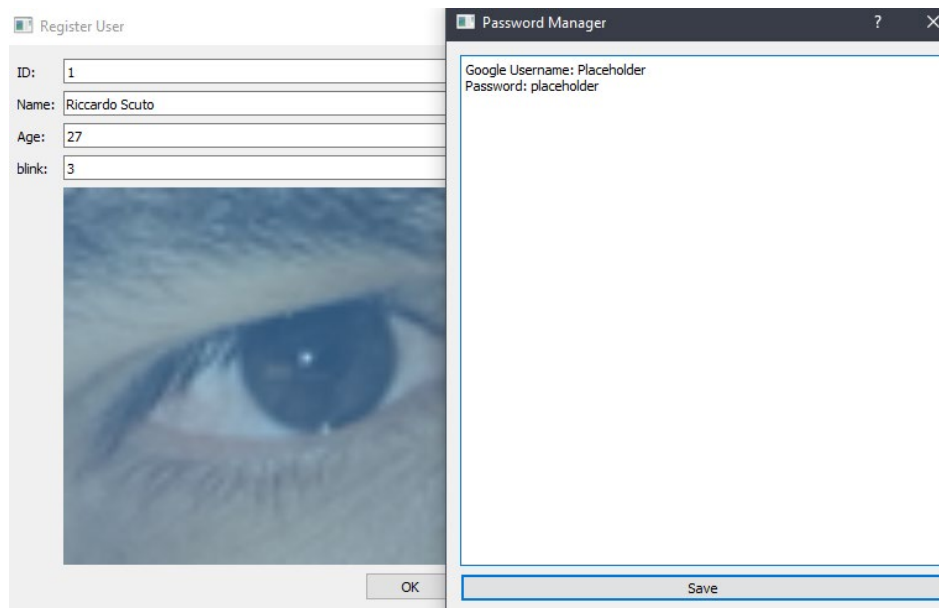 Register User
ID: 1
Name: Riccardo Scuto
Age: 27
blink: 3
OK
Password Manager
?
Google Username: Placeholder
Password: placeholder
Save